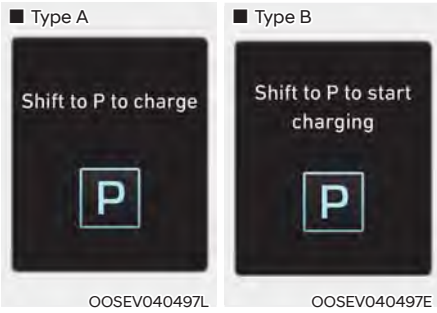 ■ Type A
Shift to P to charge
P
OOSEV040497L
■ Type B
Shift to P to start
charging
P
OOSEV040497E